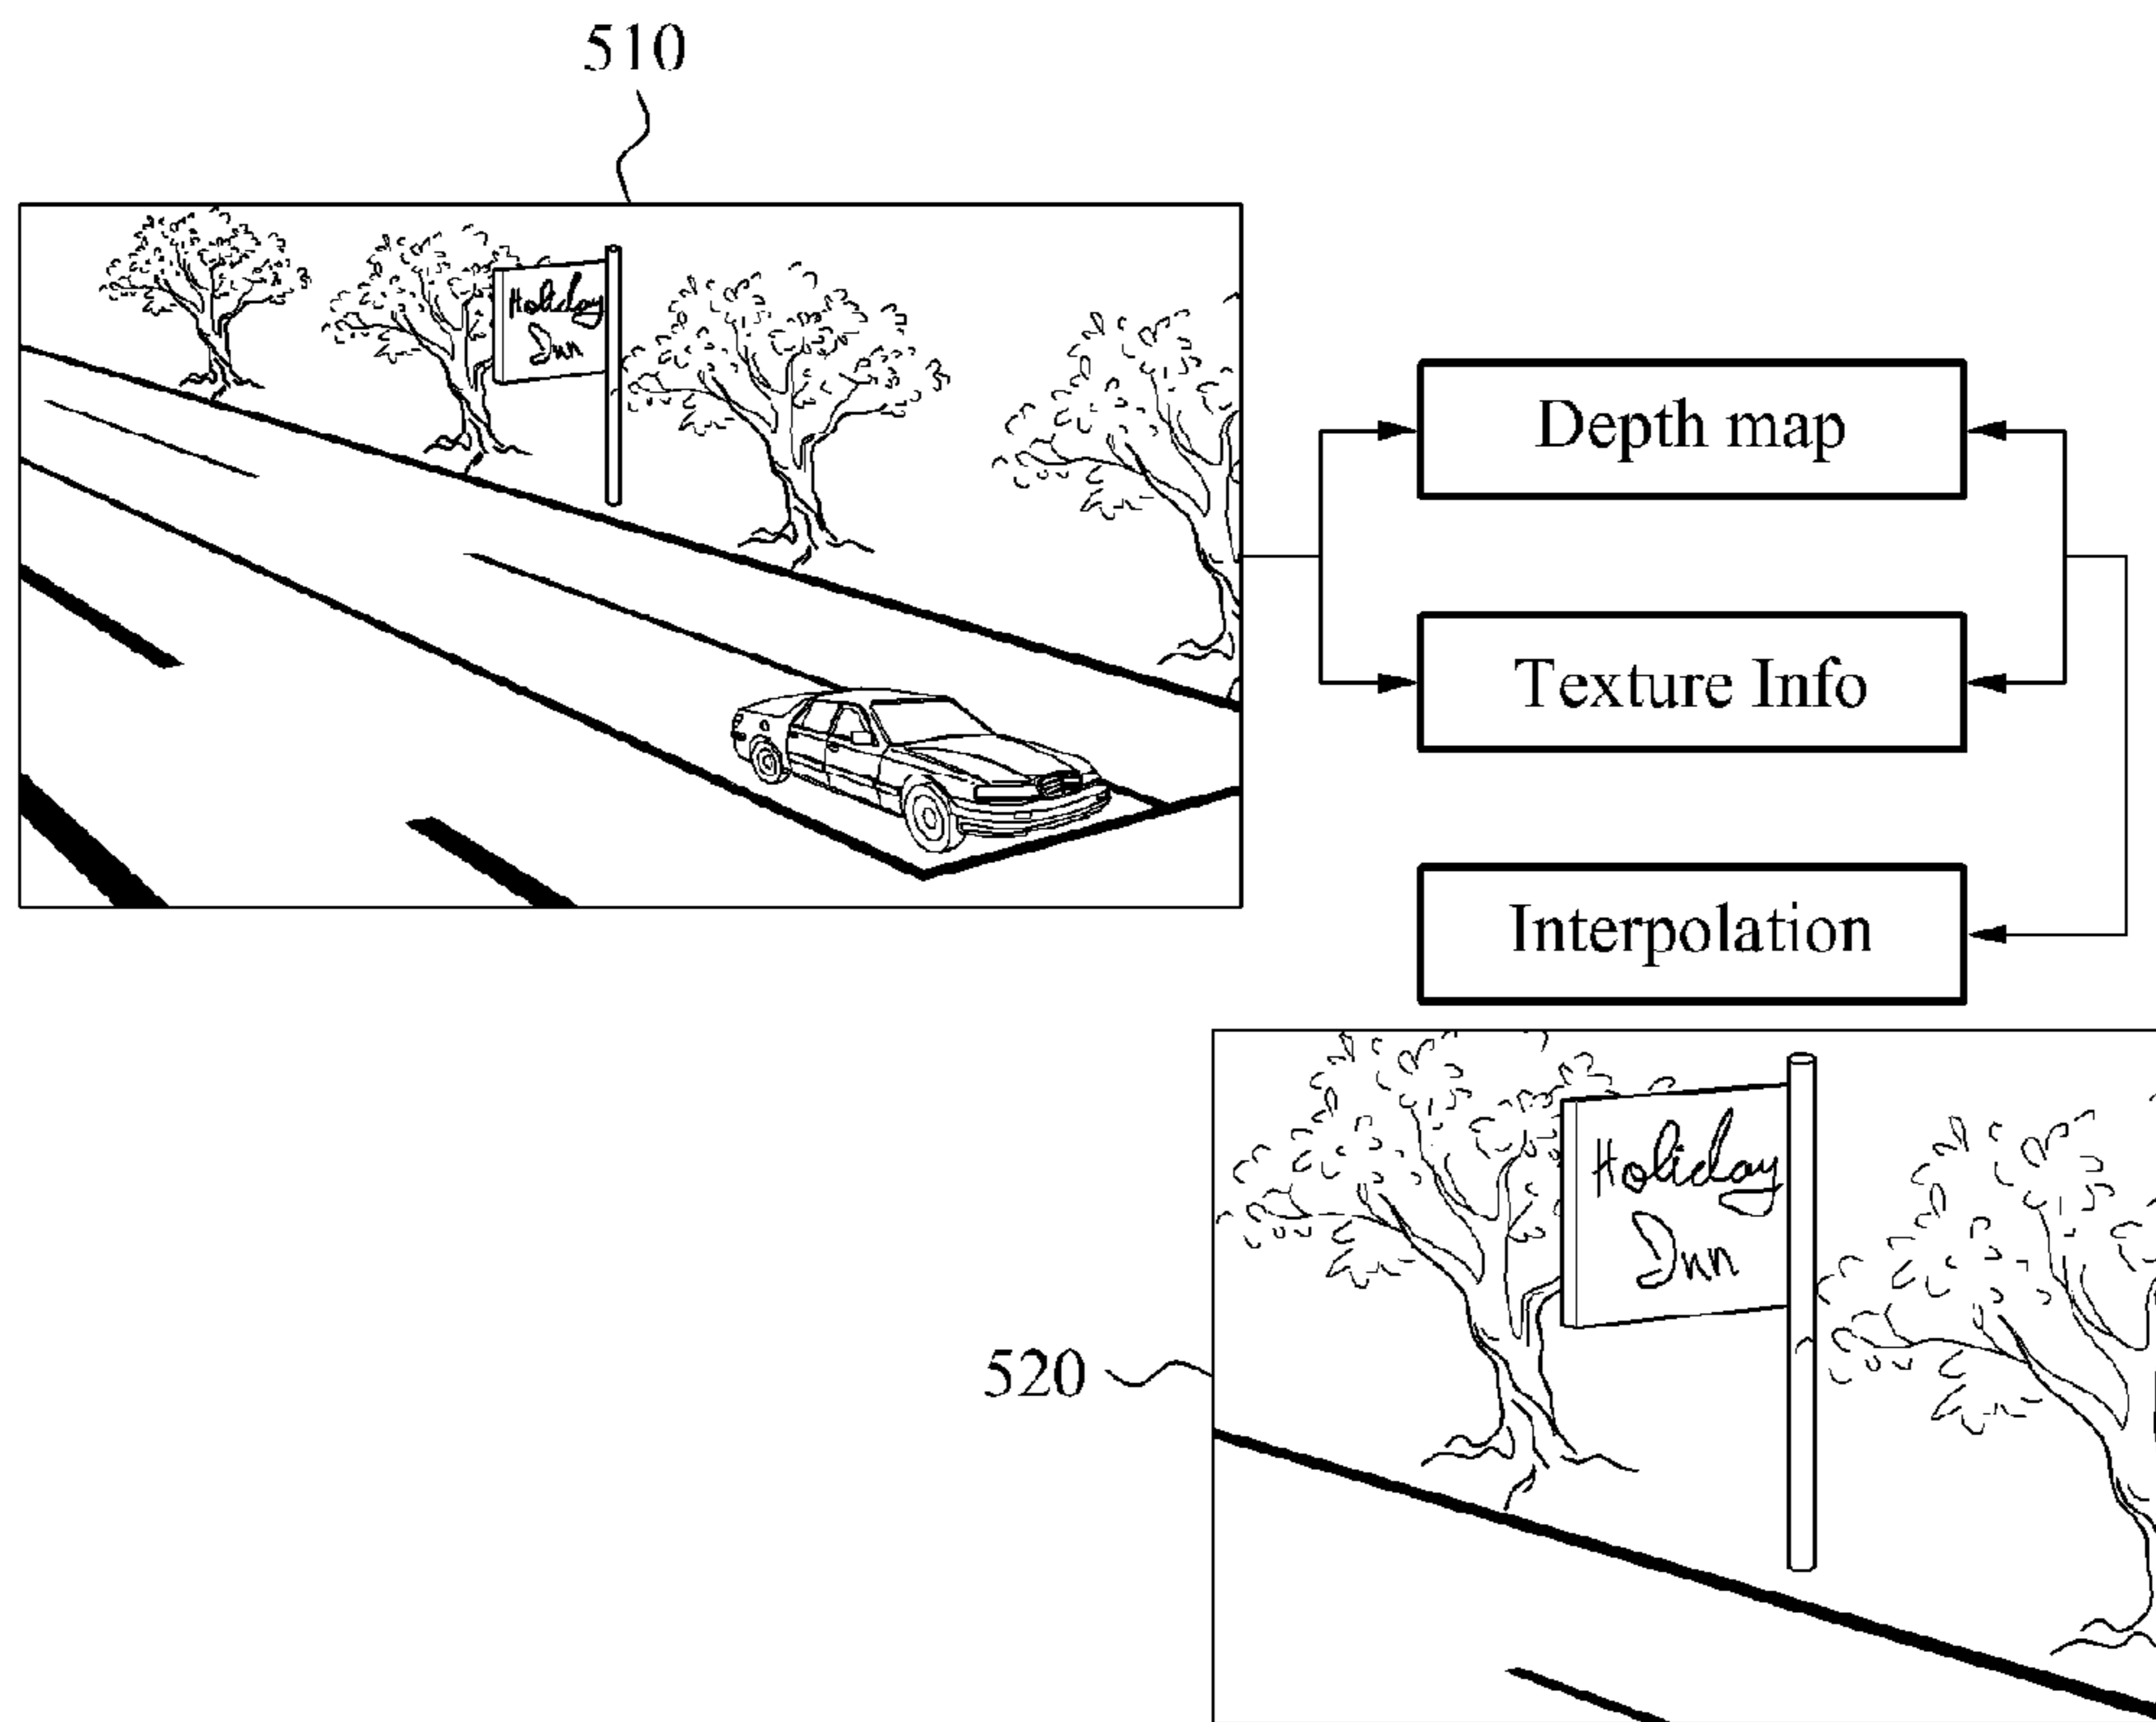 510
Holiday
Inn
Depth map
Texture Info
Interpolation
Holiday
Inn
520